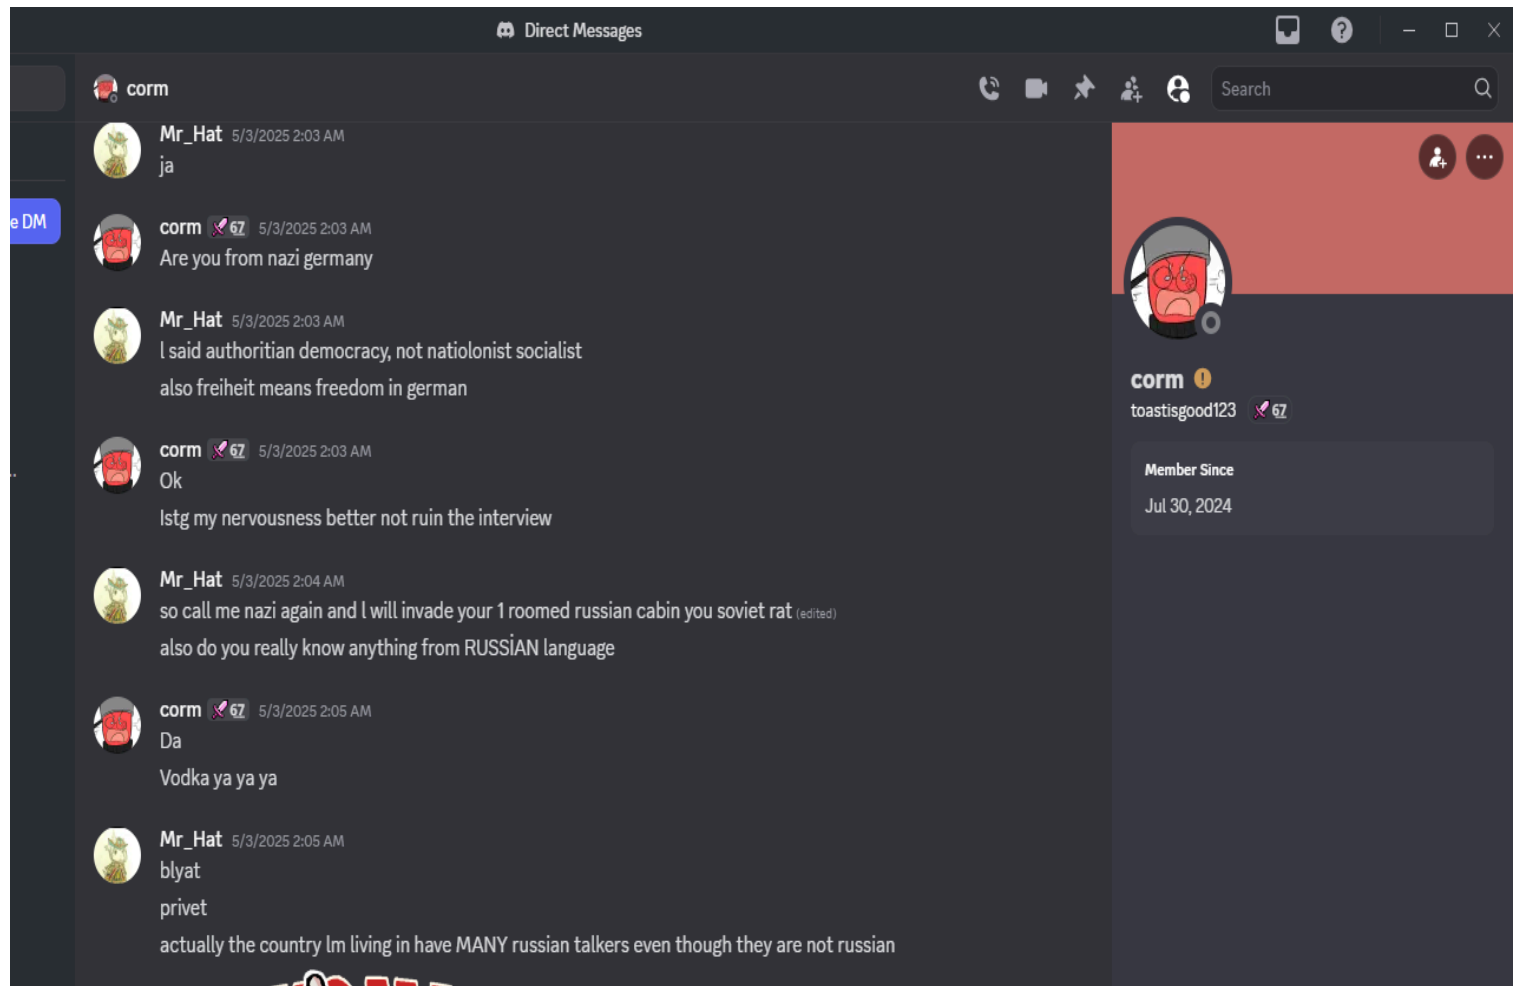 Direct Messages
corm
Search
e DM
Mr_Hat 5/3/2025 2:03 AM
ja
corm 67 5/3/2025 2:03 AM
Are you from nazi germany
Mr_Hat 5/3/2025 2:03 AM
l said authoritian democracy, not natiolonist socialist
also freiheit means freedom in german
corm 67 5/3/2025 2:03 AM
Ok
Istg my nervousness better not ruin the interview
Mr_Hat 5/3/2025 2:04 AM
so call me nazi again and l will invade your 1 roomed russian cabin you soviet rat (edited)
also do you really know anything from RUSSİAN language
corm 67 5/3/2025 2:05 AM
Da
Vodka ya ya ya
Mr_Hat 5/3/2025 2:05 AM
blyat
privet
actually the country lm living in have MANY russian talkers even though they are not russian
corm
toastisgood123 67
Member Since
Jul 30, 2024